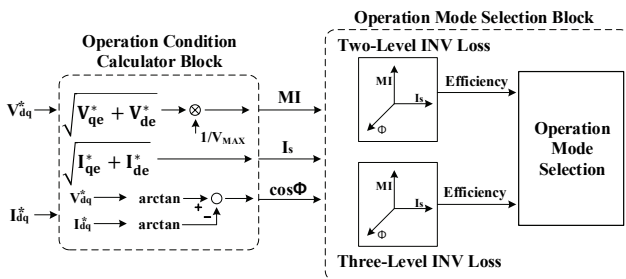 Operation Mode Selection Block
Operation Condition
Calculator Block
Two-Level INV Loss
MI
Is
Φ
Efficiency
V*dq
√(V*qe + V*de)
⊗
1/VMAX
MI
√(I*qe + I*de)
Is
V*dq arctan + 
I*dq arctan −
cosΦ
I*dq
Operation
Mode
Selection
MI
Is
Φ
Efficiency
Three-Level INV Loss